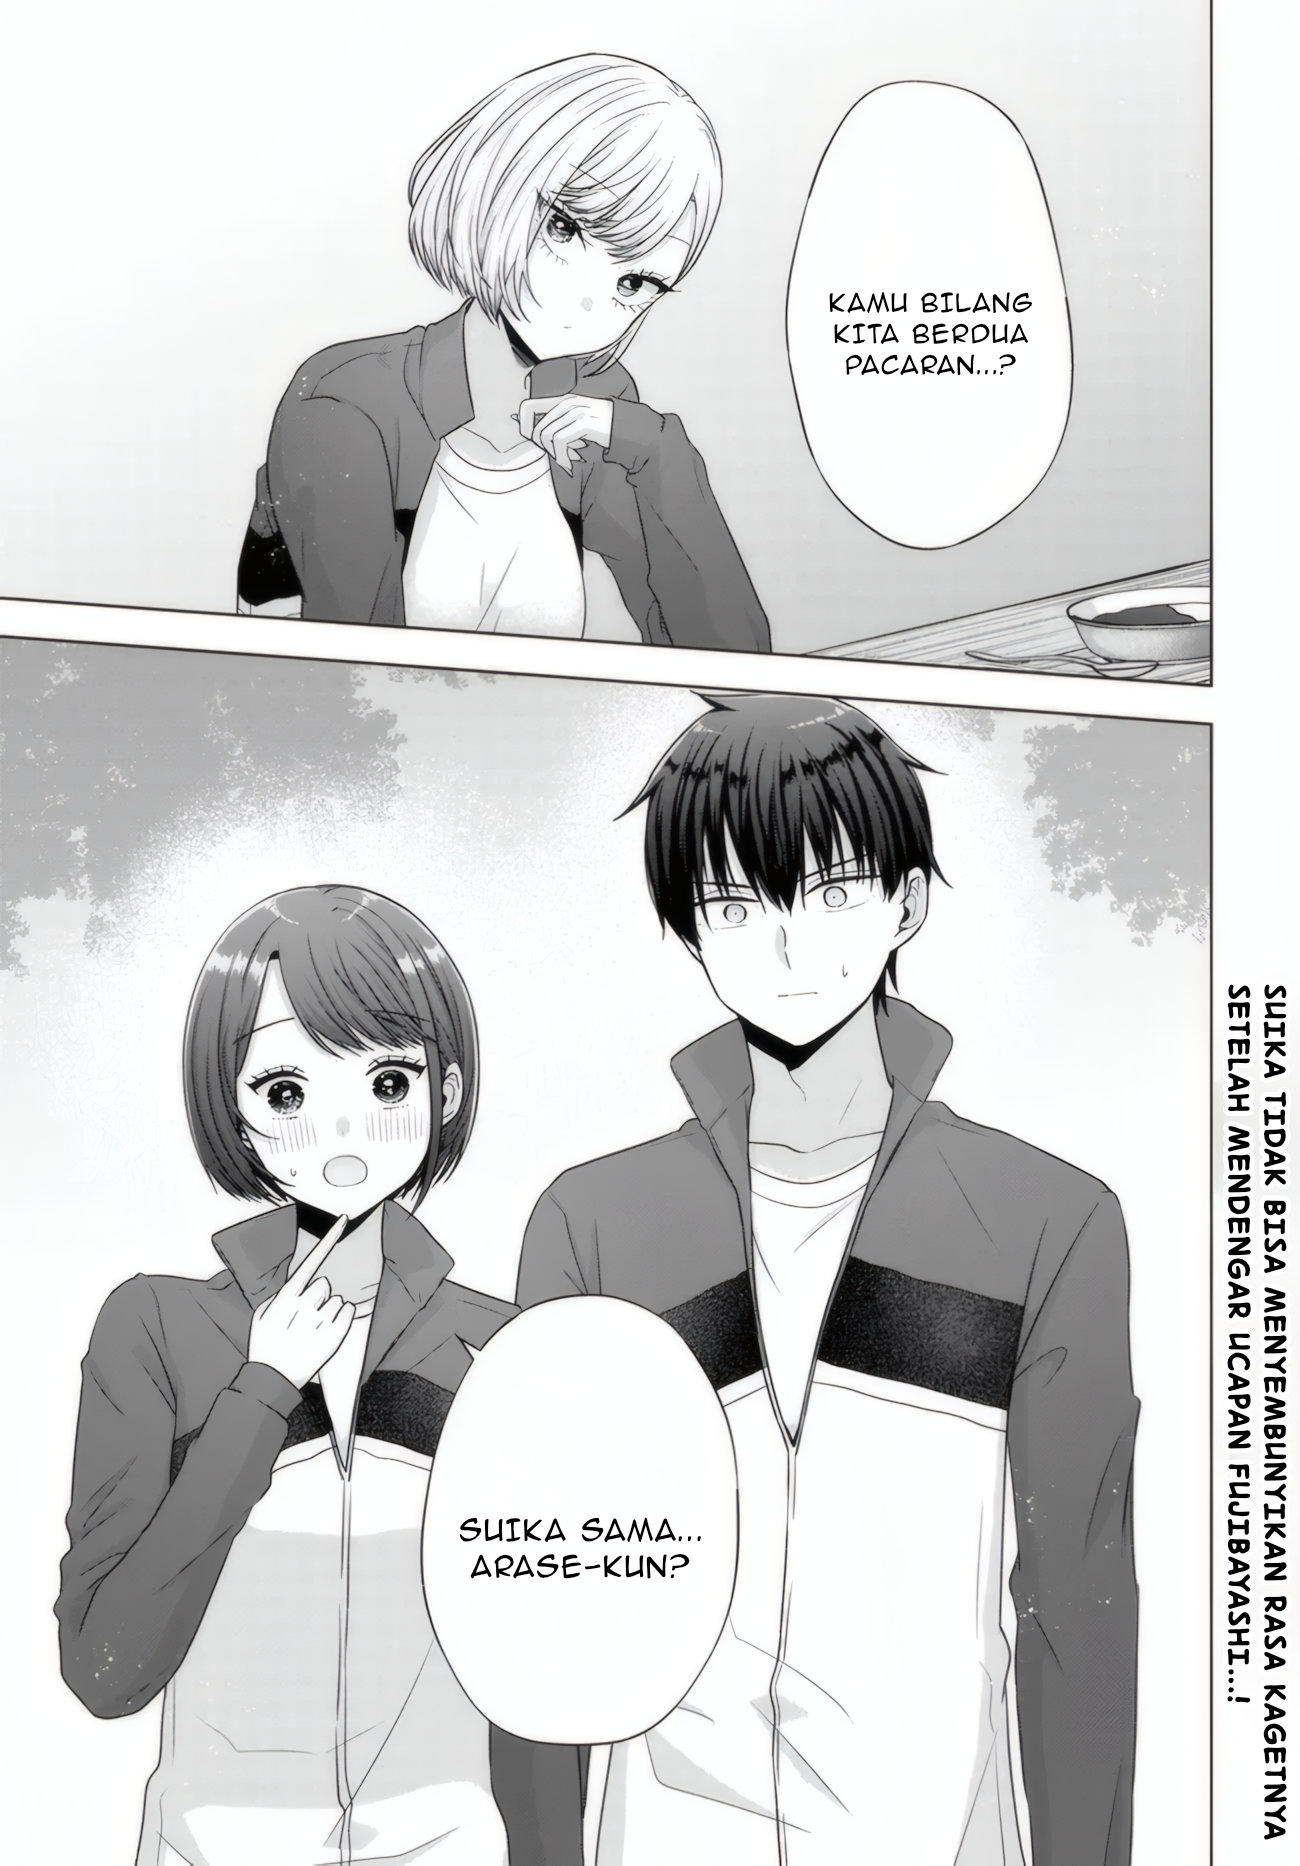 KAMU BILANG
KITA BERDUA
PACARAN...?
SUIKA SAMA...
ARASE-KUN?
SUIKA TIDAK BISA MENYEMBUNYIKAN RASA KAGETNYA
SETELAH MENDENGAR UCAPAN FUJIBAYASHI...!